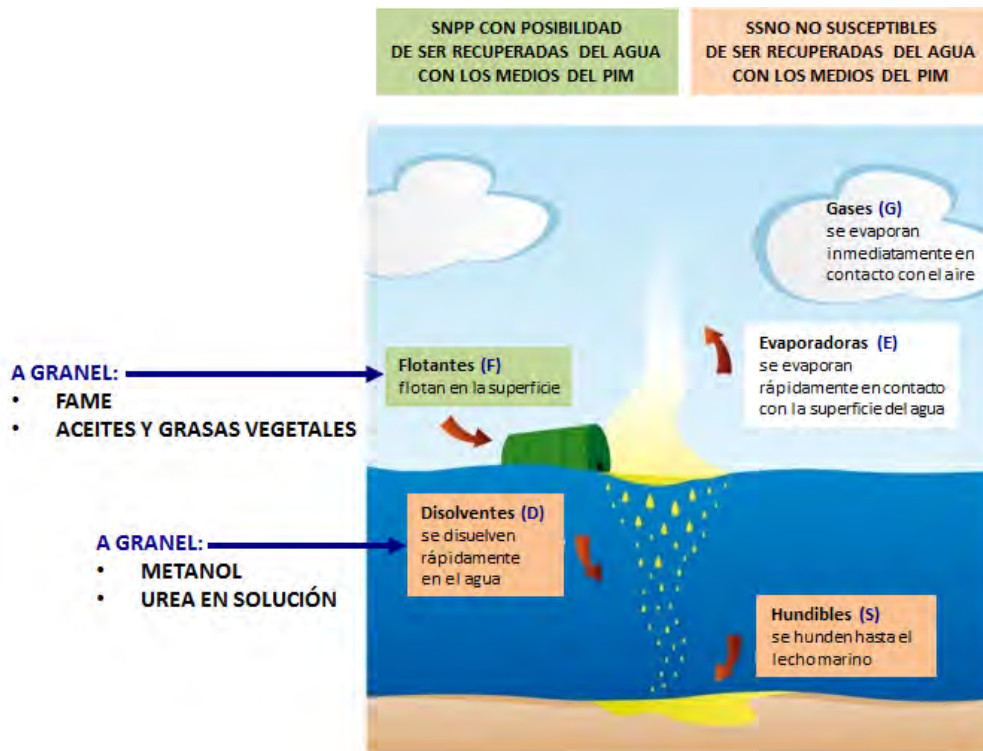 SNPP CON POSIBILIDAD
DE SER RECUPERADAS DEL AGUA
CON LOS MEDIOS DEL PIM
SSNO NO SUSCEPTIBLES
DE SER RECUPERADAS DEL AGUA
CON LOS MEDIOS DEL PIM
Gases (G)
se evaporan
inmediatamente en
contacto con el aire
Evaporadoras (E)
se evaporan
rápidamente en contacto
con la superficie del agua
A GRANEL:
• FAME
• ACEITES Y GRASAS VEGETALES
Flotantes (F)
flotan en la superficie
A GRANEL:
• METANOL
• UREA EN SOLUCIÓN
Disolventes (D)
se disuelven
rápidamente
en el agua
Hundibles (S)
se hunden hasta el
lecho marino